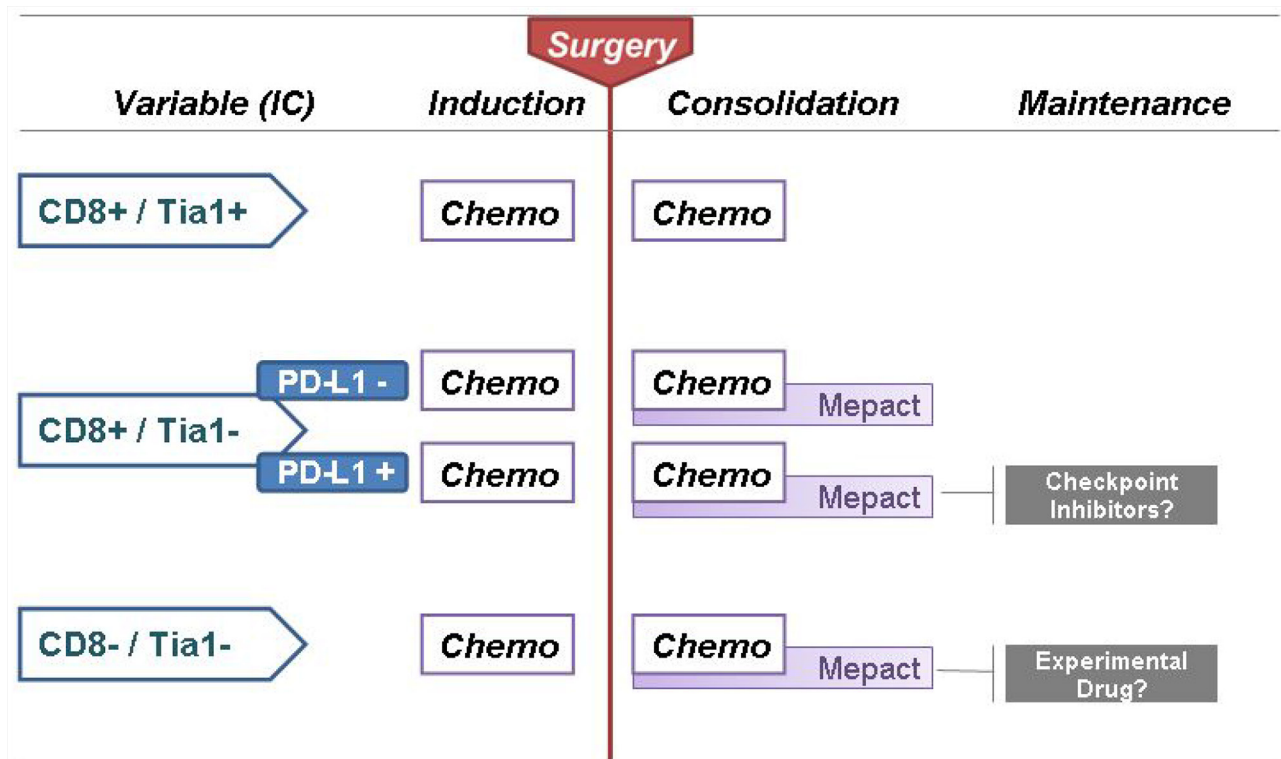 Surgery
Variable (IC) Induction Consolidation Maintenance
CD8+ / Tia1+ Chemo Chemo
PD-L1 - Chemo Chemo
Mepact
CD8+ / Tia1-
PD-L1 + Chemo Chemo
Mepact
Checkpoint
Inhibitors?
CD8- / Tia1- Chemo Chemo
Mepact
Experimental
Drug?